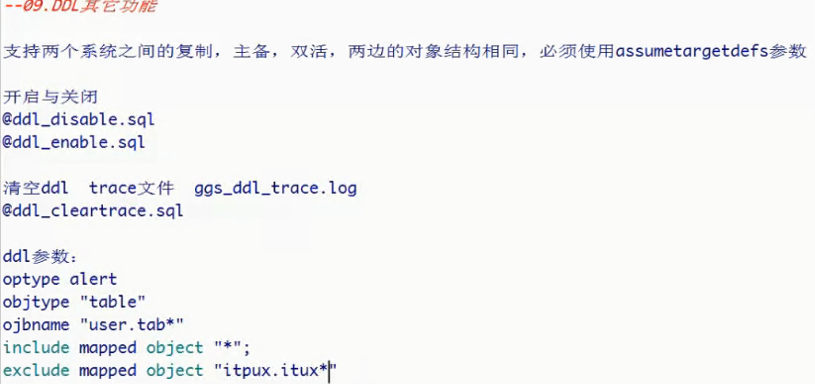 --09.DDL其它功能
支持两个系统之间的复制，主备，双活，两边的对象结构相同，必须使用assumetargetdefs参数
开启与关闭
@ddl_disable.sql
@ddl_enable.sql
清空ddl  trace文件  ggs_ddl_trace.log
@ddl_cleartrace.sql
ddl参数：
optype alert
objtype "table"
ojbname "user.tab*"
include mapped object "*";
exclude mapped object "itpux.itux*"